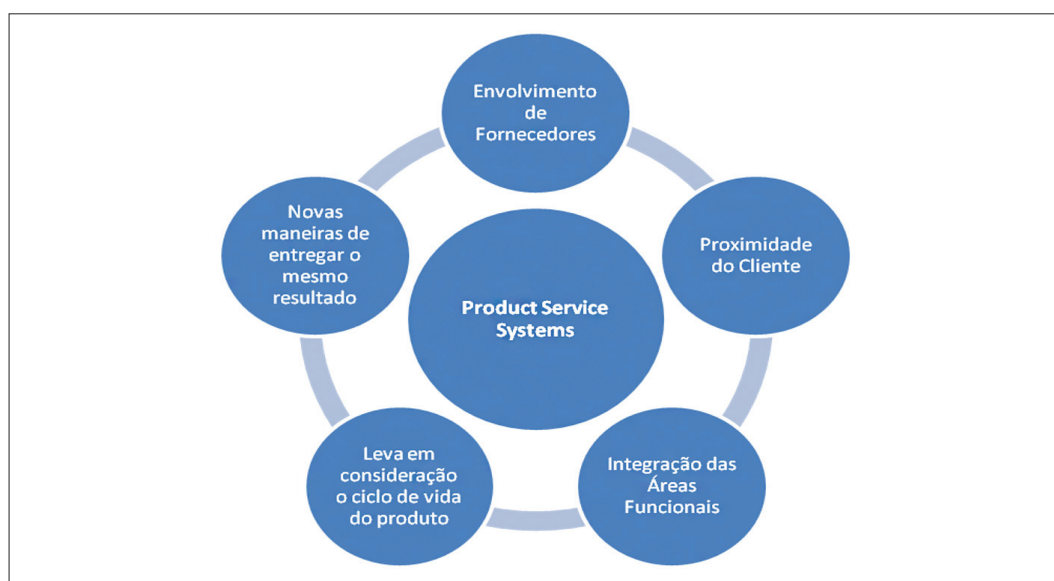 Envolvimento
de
Fornecedores
Proximidade
do Cliente
Integração das
Áreas
Funcionais
Leva em
consideração
o ciclo de vida
do produto
Novas
maneiras de
entregar o
mesmo
resultado
Product Service
Systems